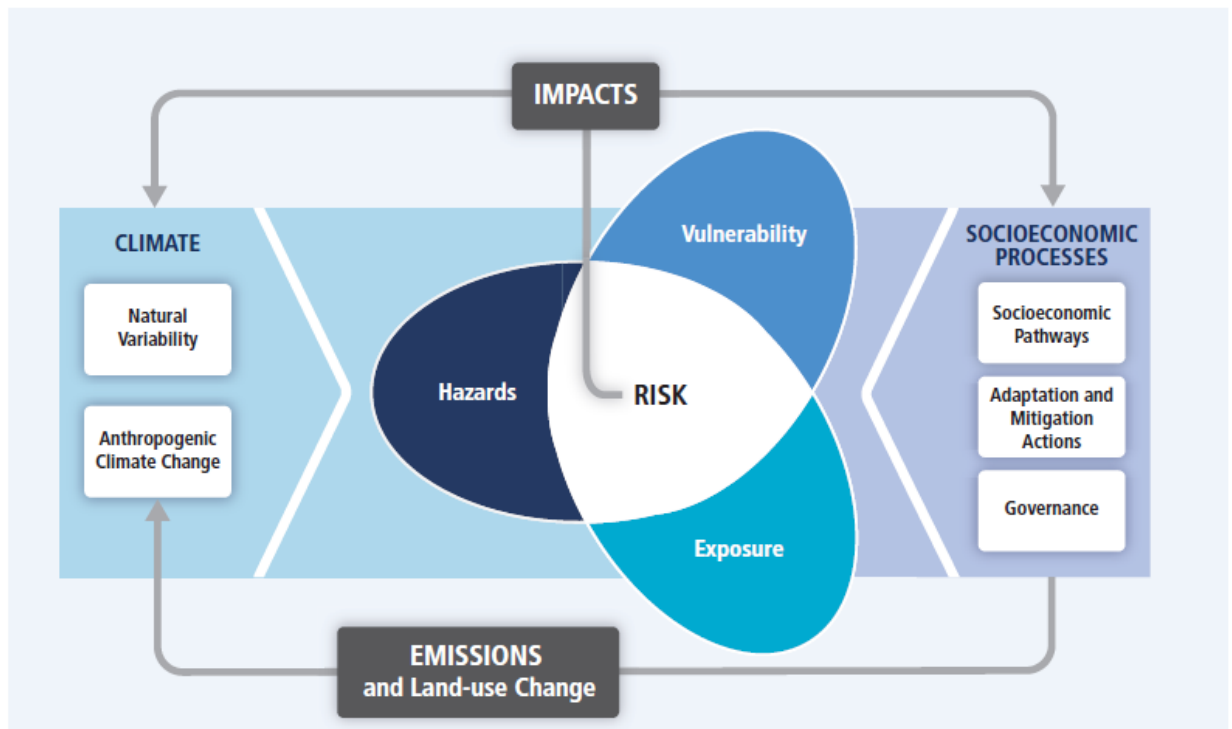 IMPACTS
CLIMATE
Natural
Variability
Anthropogenic
Climate Change
Vulnerability
Hazards
RISK
Exposure
SOCIOECONOMIC
PROCESSES
Socioeconomic
Pathways
Adaptation and
Mitigation
Actions
Governance
EMISSIONS
and Land-use Change